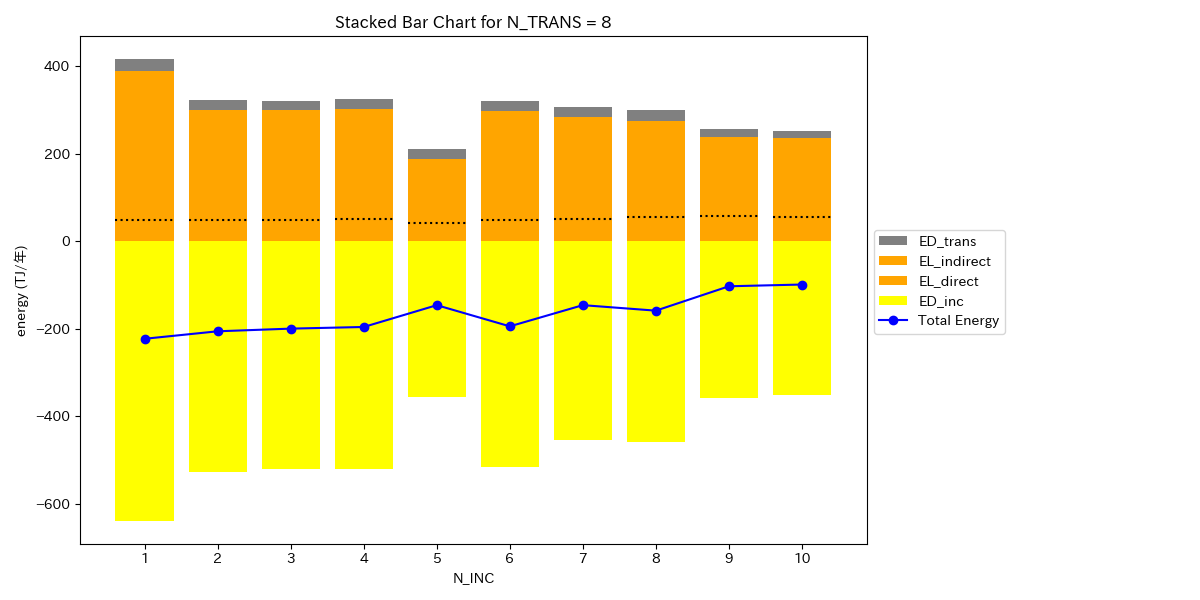 Stacked Bar Chart for N_TRANS = 8
energy (TJ/年)
400
200
0
−200
−400
−600
1 2 3 4 5 6 7 8 9 10
N_INC
ED_trans
EL_indirect
EL_direct
ED_inc
Total Energy